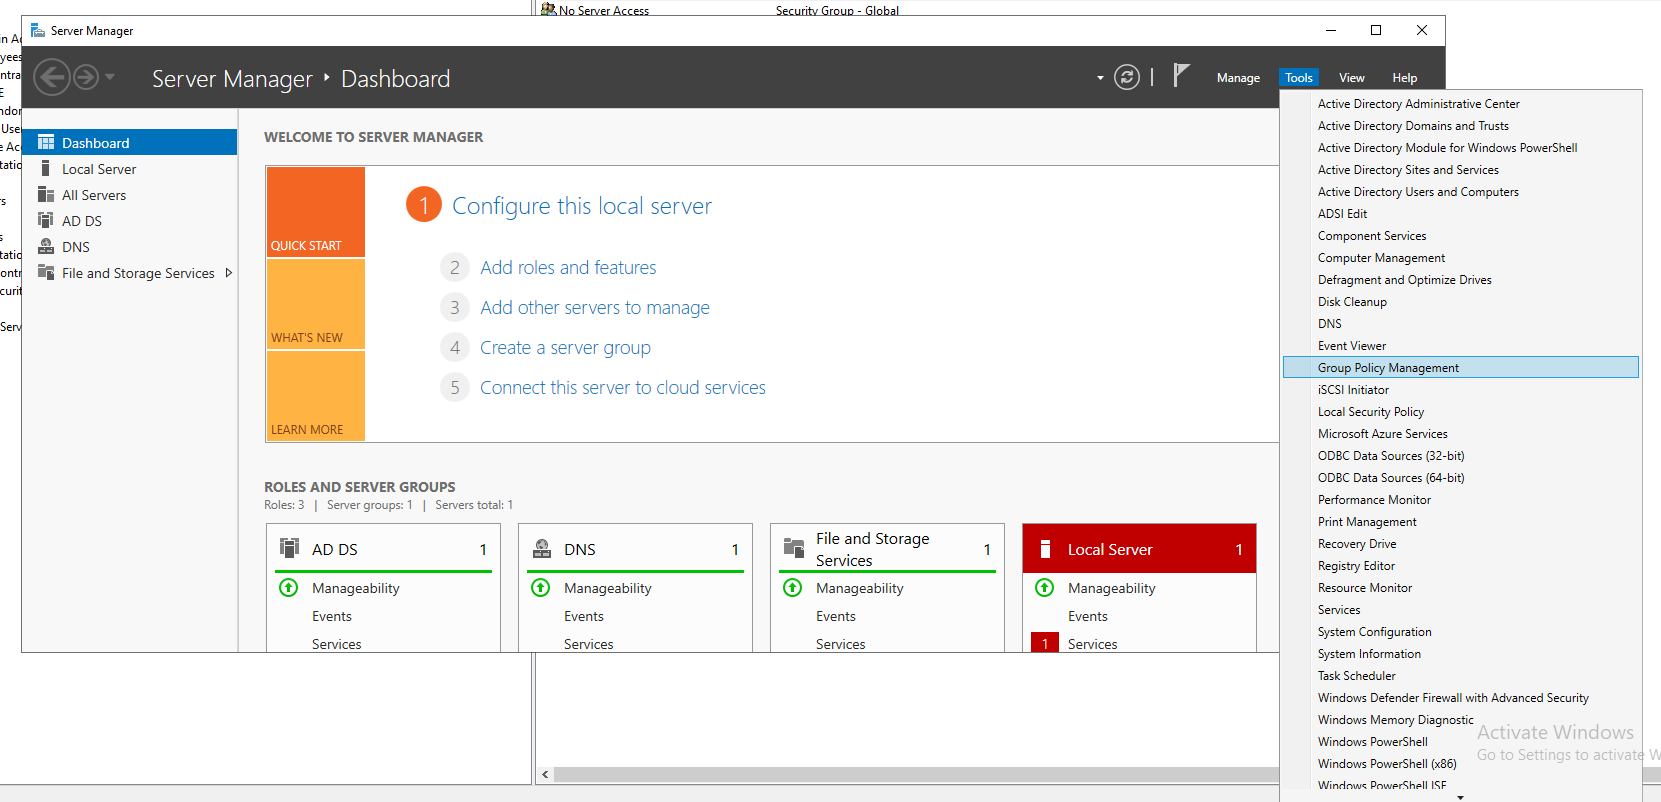 No Server Access Security Group - Global
Server Manager
Server Manager ‣ Dashboard
Manage Tools View Help
Dashboard
Local Server
All Servers
AD DS
DNS
File and Storage Services
WELCOME TO SERVER MANAGER
QUICK START
WHAT'S NEW
LEARN MORE
1 Configure this local server
2 Add roles and features
3 Add other servers to manage
4 Create a server group
5 Connect this server to cloud services
ROLES AND SERVER GROUPS
Roles: 3 | Server groups: 1 | Servers total: 1
AD DS 1
Manageability
Events
Services
DNS 1
Manageability
Events
Services
File and Storage
Services 1
Manageability
Events
Services
Local Server 1
Manageability
Events
1 Services
Active Directory Administrative Center
Active Directory Domains and Trusts
Active Directory Module for Windows PowerShell
Active Directory Sites and Services
Active Directory Users and Computers
ADSI Edit
Component Services
Computer Management
Defragment and Optimize Drives
Disk Cleanup
DNS
Event Viewer
Group Policy Management
iSCSI Initiator
Local Security Policy
Microsoft Azure Services
ODBC Data Sources (32-bit)
ODBC Data Sources (64-bit)
Performance Monitor
Print Management
Recovery Drive
Registry Editor
Resource Monitor
Services
System Configuration
System Information
Task Scheduler
Windows Defender Firewall with Advanced Security
Windows Memory Diagnostic
Windows PowerShell
Windows PowerShell (x86)
Windows PowerShell ISE
Activate Windows
Go to Settings to activate W